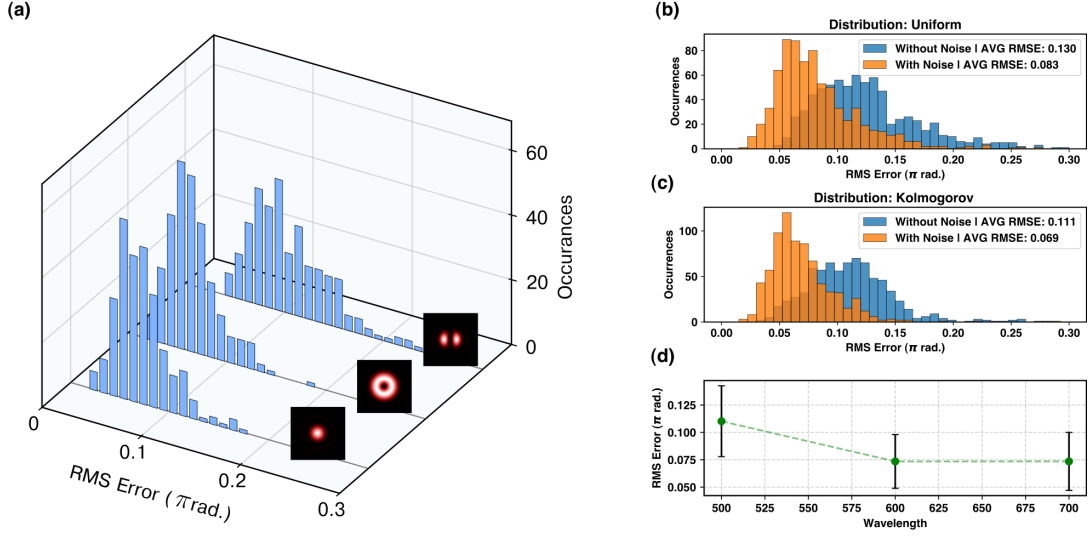 (a)
60
40
20
0
Occurances
0
0.1
0.2
0.3
RMS Error ( π rad.)
(b)
Distribution: Uniform
Without Noise | AVG RMSE: 0.130
With Noise | AVG RMSE: 0.083
Occurrences
80
60
40
20
0
0.00 0.05 0.10 0.15 0.20 0.25 0.30
RMS Error (π rad.)
(c)
Distribution: Kolmogorov
Without Noise | AVG RMSE: 0.111
With Noise | AVG RMSE: 0.069
Occurrences
100
50
0
0.00 0.05 0.10 0.15 0.20 0.25 0.30
RMS Error (π rad.)
(d)
RMS Error (π rad.)
0.125
0.100
0.075
0.050
500 525 550 575 600 625 650 675 700
Wavelength